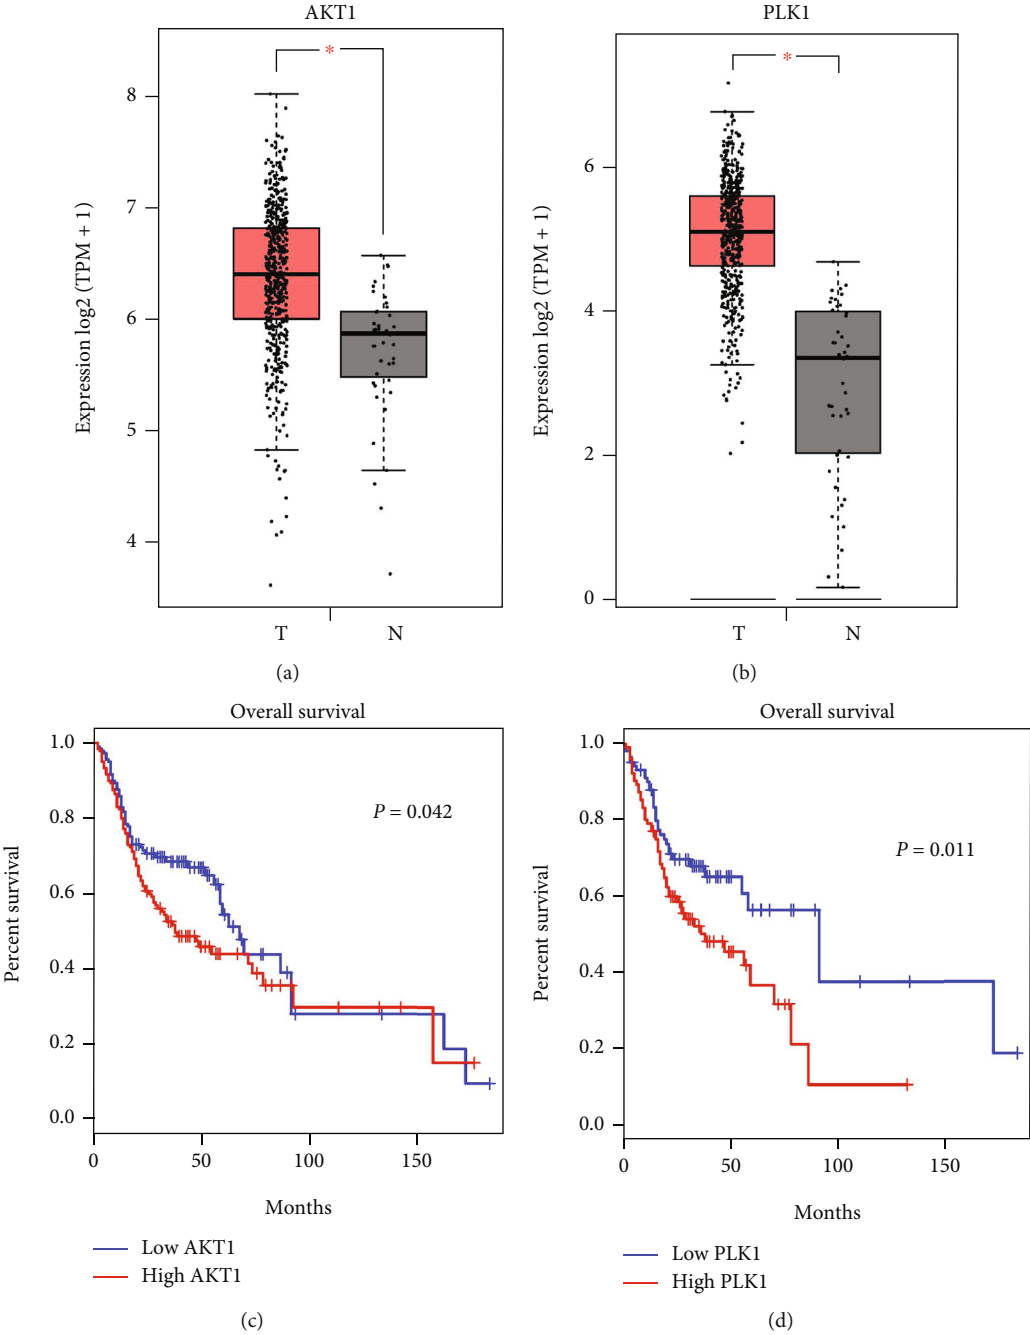 AKT1
*
8
7
6
5
4
Expression log2 (TPM + 1)
T N
(a)
PLK1
*
6
4
2
0
Expression log2 (TPM + 1)
T N
(b)
Overall survival
1.0
0.8
0.6
0.4
0.2
0.0
Percent survival
P = 0.042
0 50 100 150
Months
Low AKT1
High AKT1
(c)
Overall survival
1.0
0.8
0.6
0.4
0.2
0.0
Percent survival
P = 0.011
0 50 100 150
Months
Low PLK1
High PLK1
(d)